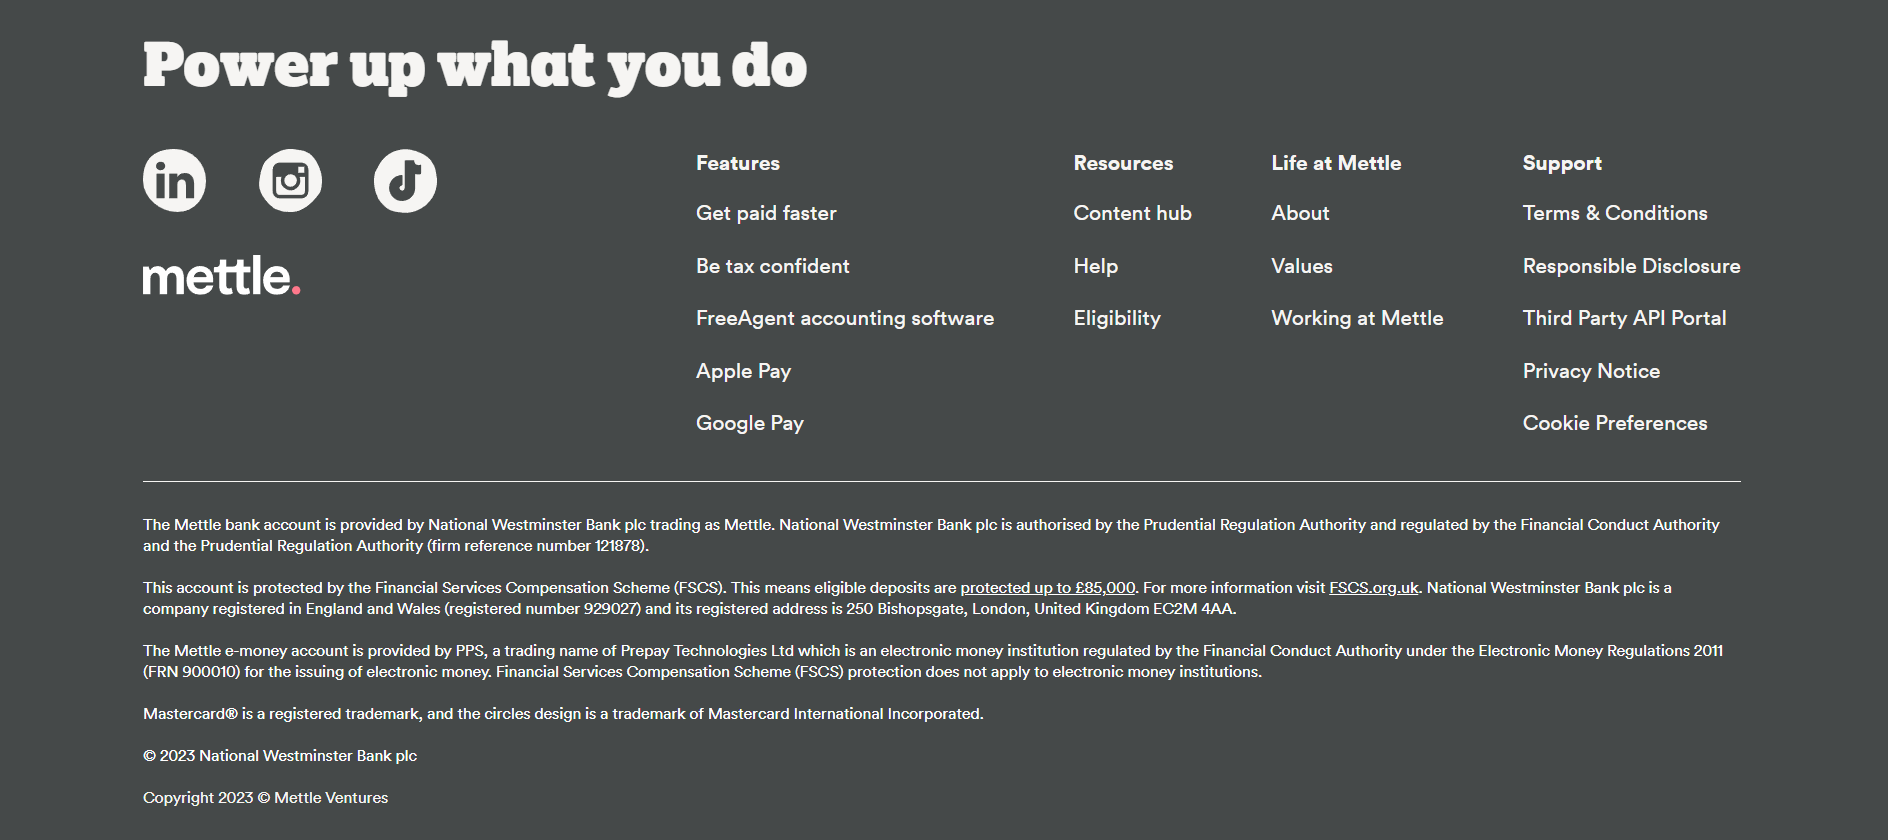 Power up what you do
in
mettle.
Features
Get paid faster
Be tax confident
FreeAgent accounting software
Apple Pay
Google Pay
Resources
Content hub
Help
Eligibility
Life at Mettle
About
Values
Working at Mettle
Support
Terms & Conditions
Responsible Disclosure
Third Party API Portal
Privacy Notice
Cookie Preferences
The Mettle bank account is provided by National Westminster Bank plc trading as Mettle. National Westminster Bank plc is authorised by the Prudential Regulation Authority and regulated by the Financial Conduct Authority
and the Prudential Regulation Authority (firm reference number 121878).
This account is protected by the Financial Services Compensation Scheme (FSCS). This means eligible deposits are protected up to £85,000. For more information visit FSCS.org.uk. National Westminster Bank plc is a
company registered in England and Wales (registered number 929027) and its registered address is 250 Bishopsgate, London, United Kingdom EC2M 4AA.
The Mettle e-money account is provided by PPS, a trading name of Prepay Technologies Ltd which is an electronic money institution regulated by the Financial Conduct Authority under the Electronic Money Regulations 2011
(FRN 900010) for the issuing of electronic money. Financial Services Compensation Scheme (FSCS) protection does not apply to electronic money institutions.
Mastercard® is a registered trademark, and the circles design is a trademark of Mastercard International Incorporated.
© 2023 National Westminster Bank plc
Copyright 2023 © Mettle Ventures